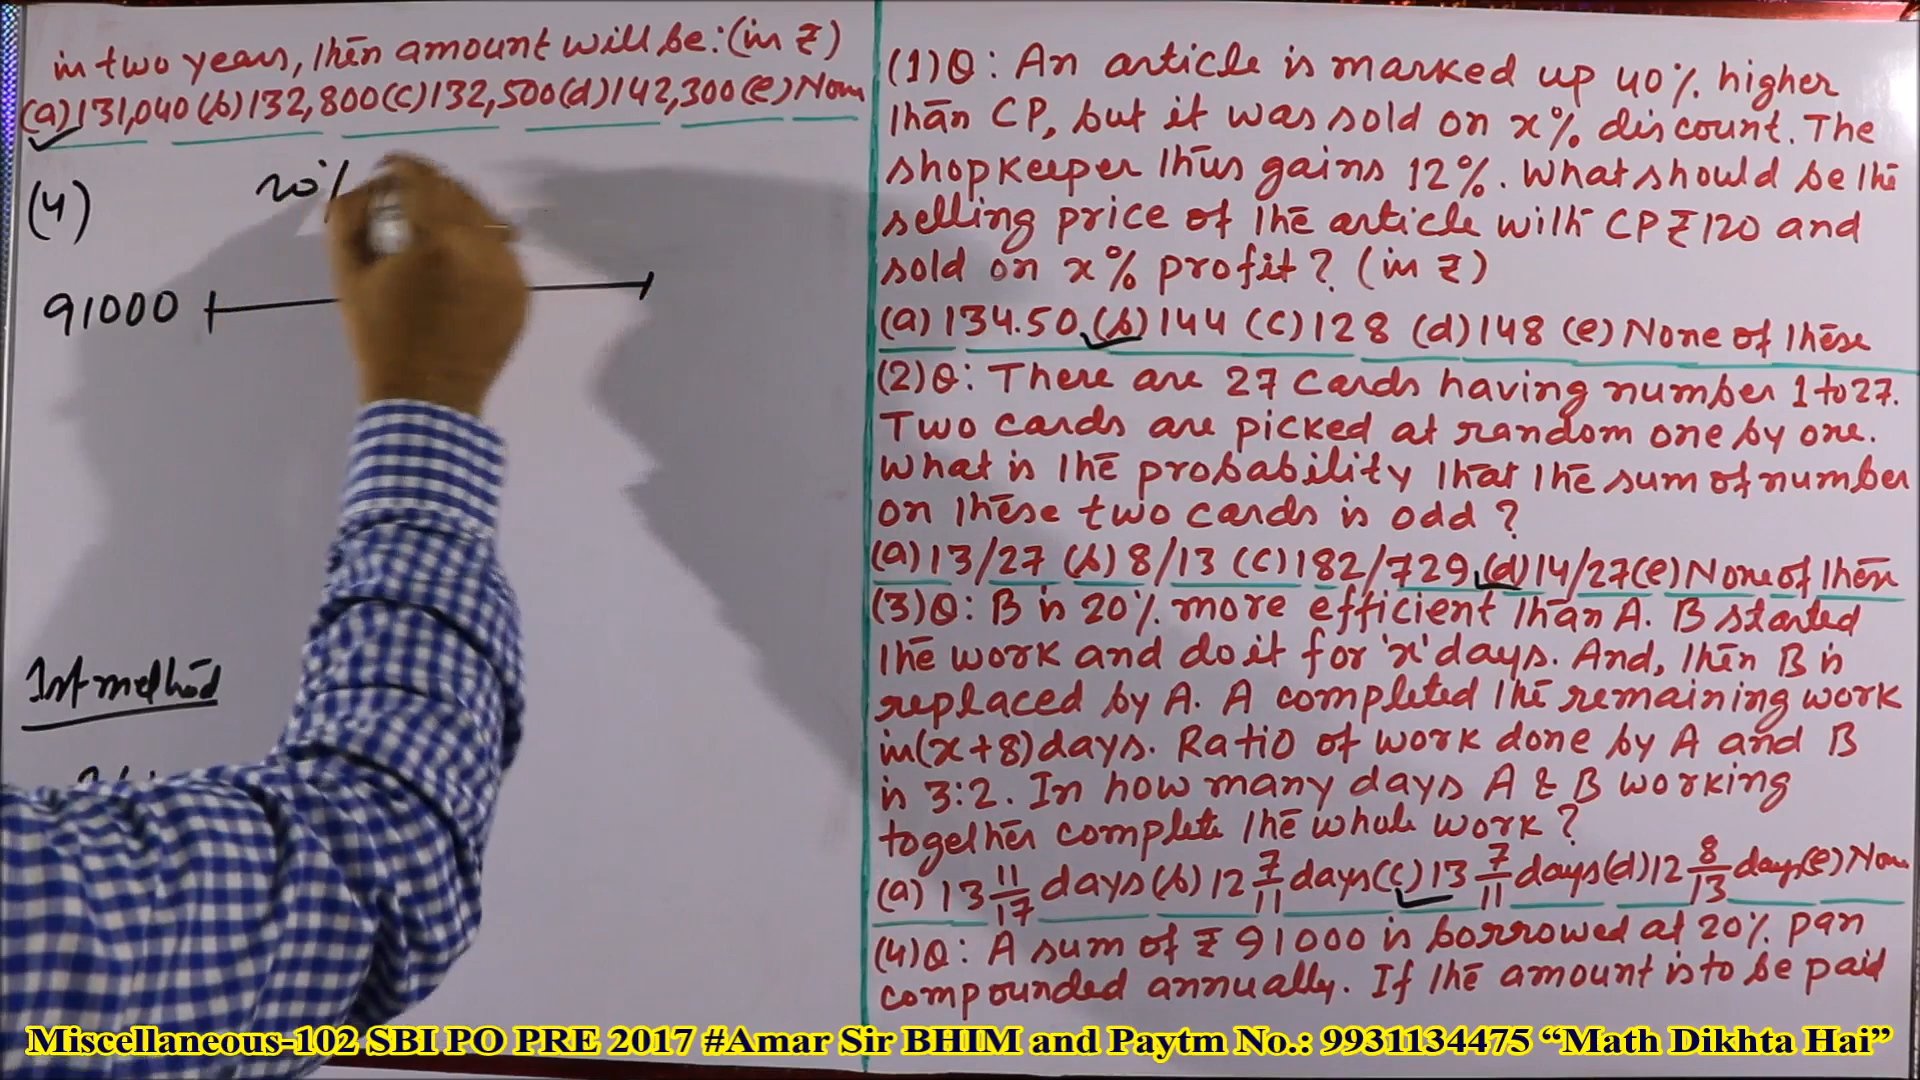 in two years, then amount will be: (in ₹)
(a) 131,040 (b) 132,800 (c) 132,500 (d) 142,300 (e) None
(4)
20%
91000
1st method
(1) Q: An article is marked up 40% higher
than CP, but it was sold on x% discount. The
shopkeeper thus gains 12%. What should be the
selling price of the article with CP ₹ 120 and
sold on x% profit? (in ₹)
(a) 134.50 (b) 144 (c) 128 (d) 148 (e) None of these
(2) Q: There are 27 cards having number 1 to 27.
Two cards are picked at random one by one.
What is the probability that the sum of number
on these two cards is odd?
(a) 13/27 (b) 8/13 (c) 182/729 (d) 14/27 (e) None of these
(3) Q: B is 20% more efficient than A. B started
the work and do it for 'x' days. And, then B is
replaced by A. A completed the remaining work
in (x+8) days. Ratio of work done by A and B
is 3:2. In how many days A & B working
together complete the whole work?
(a) 13 11/17 days (b) 12 7/11 days (c) 13 7/11 days (d) 12 8/13 days (e) None
(4) Q: A sum of ₹ 91000 is borrowed at 20% pan
compounded annually. If the amount is to be paid
Miscellaneous-102 SBI PO PRE 2017 #Amar Sir BHIM and Paytm No.: 9931134475 “Math Dikhta Hai”